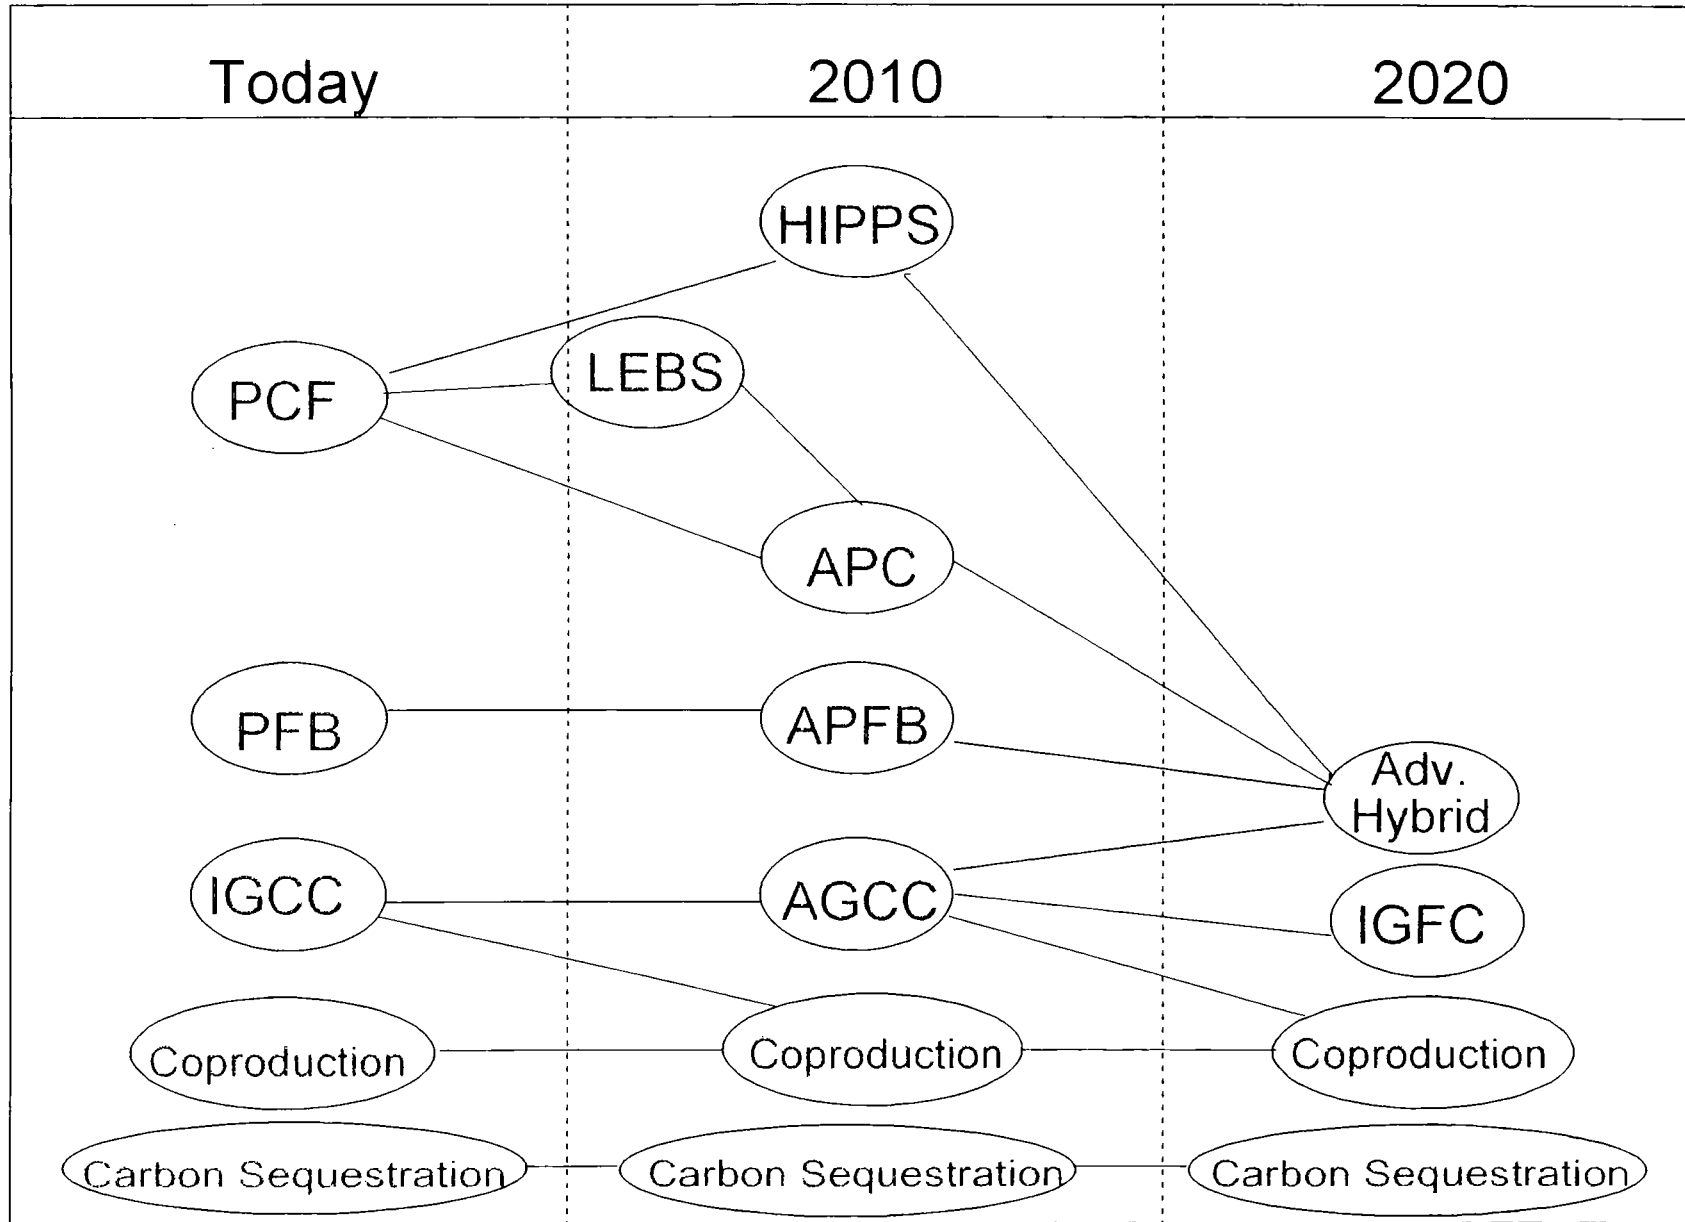 Today
2010
2020
HIPPS
LEBS
PCF
APC
PFB
APFB
Adv.
Hybrid
IGCC
AGCC
IGFC
Coproduction
Coproduction
Coproduction
Carbon Sequestration
Carbon Sequestration
Carbon Sequestration